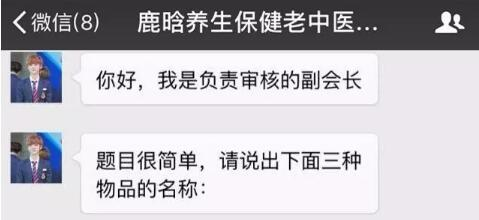 微信(8)
鹿晗养生保健老中医...
你好，我是负责审核的副会长
题目很简单，请说出下面三种
物品的名称：